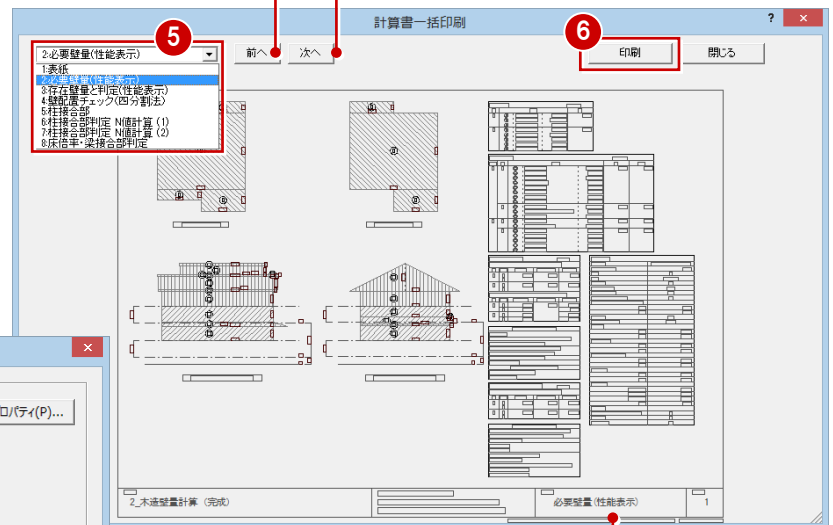 計算書一括印刷
?
×
5
6
2:必要壁量(性能表示)
前へ
次へ
印刷
閉じる
1:表紙
2:必要壁量(性能表示)
3:存在壁量と判定(性能表示)
4:壁配置チェック(四分割法)
5:柱接合部
6:柱接合部判定 N値計算 (1)
7:柱接合部判定 N値計算 (2)
8:床倍率・梁接合部判定
×
ロパティ(P)...
2_木造壁量計算 (完成)
必要壁量(性能表示)
1